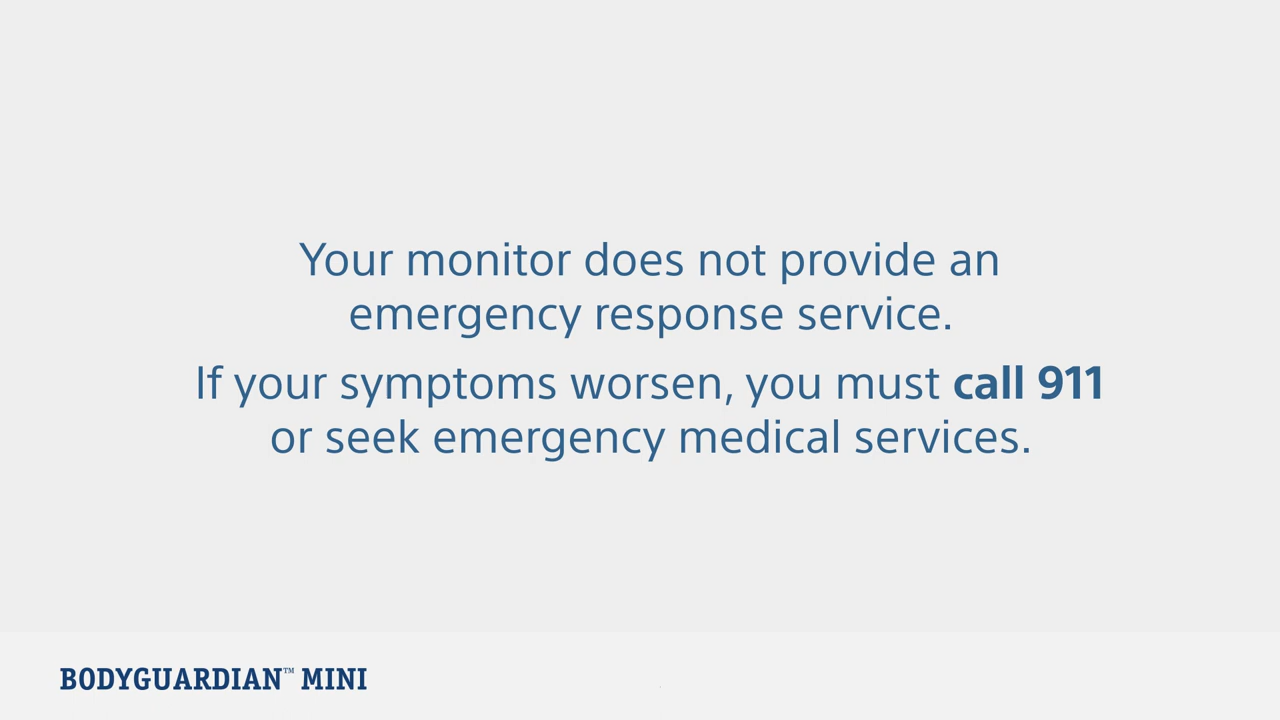 Your monitor does not provide an
emergency response service.
If your symptoms worsen, you must call 911
or seek emergency medical services.
BODYGUARDIAN™ MINI